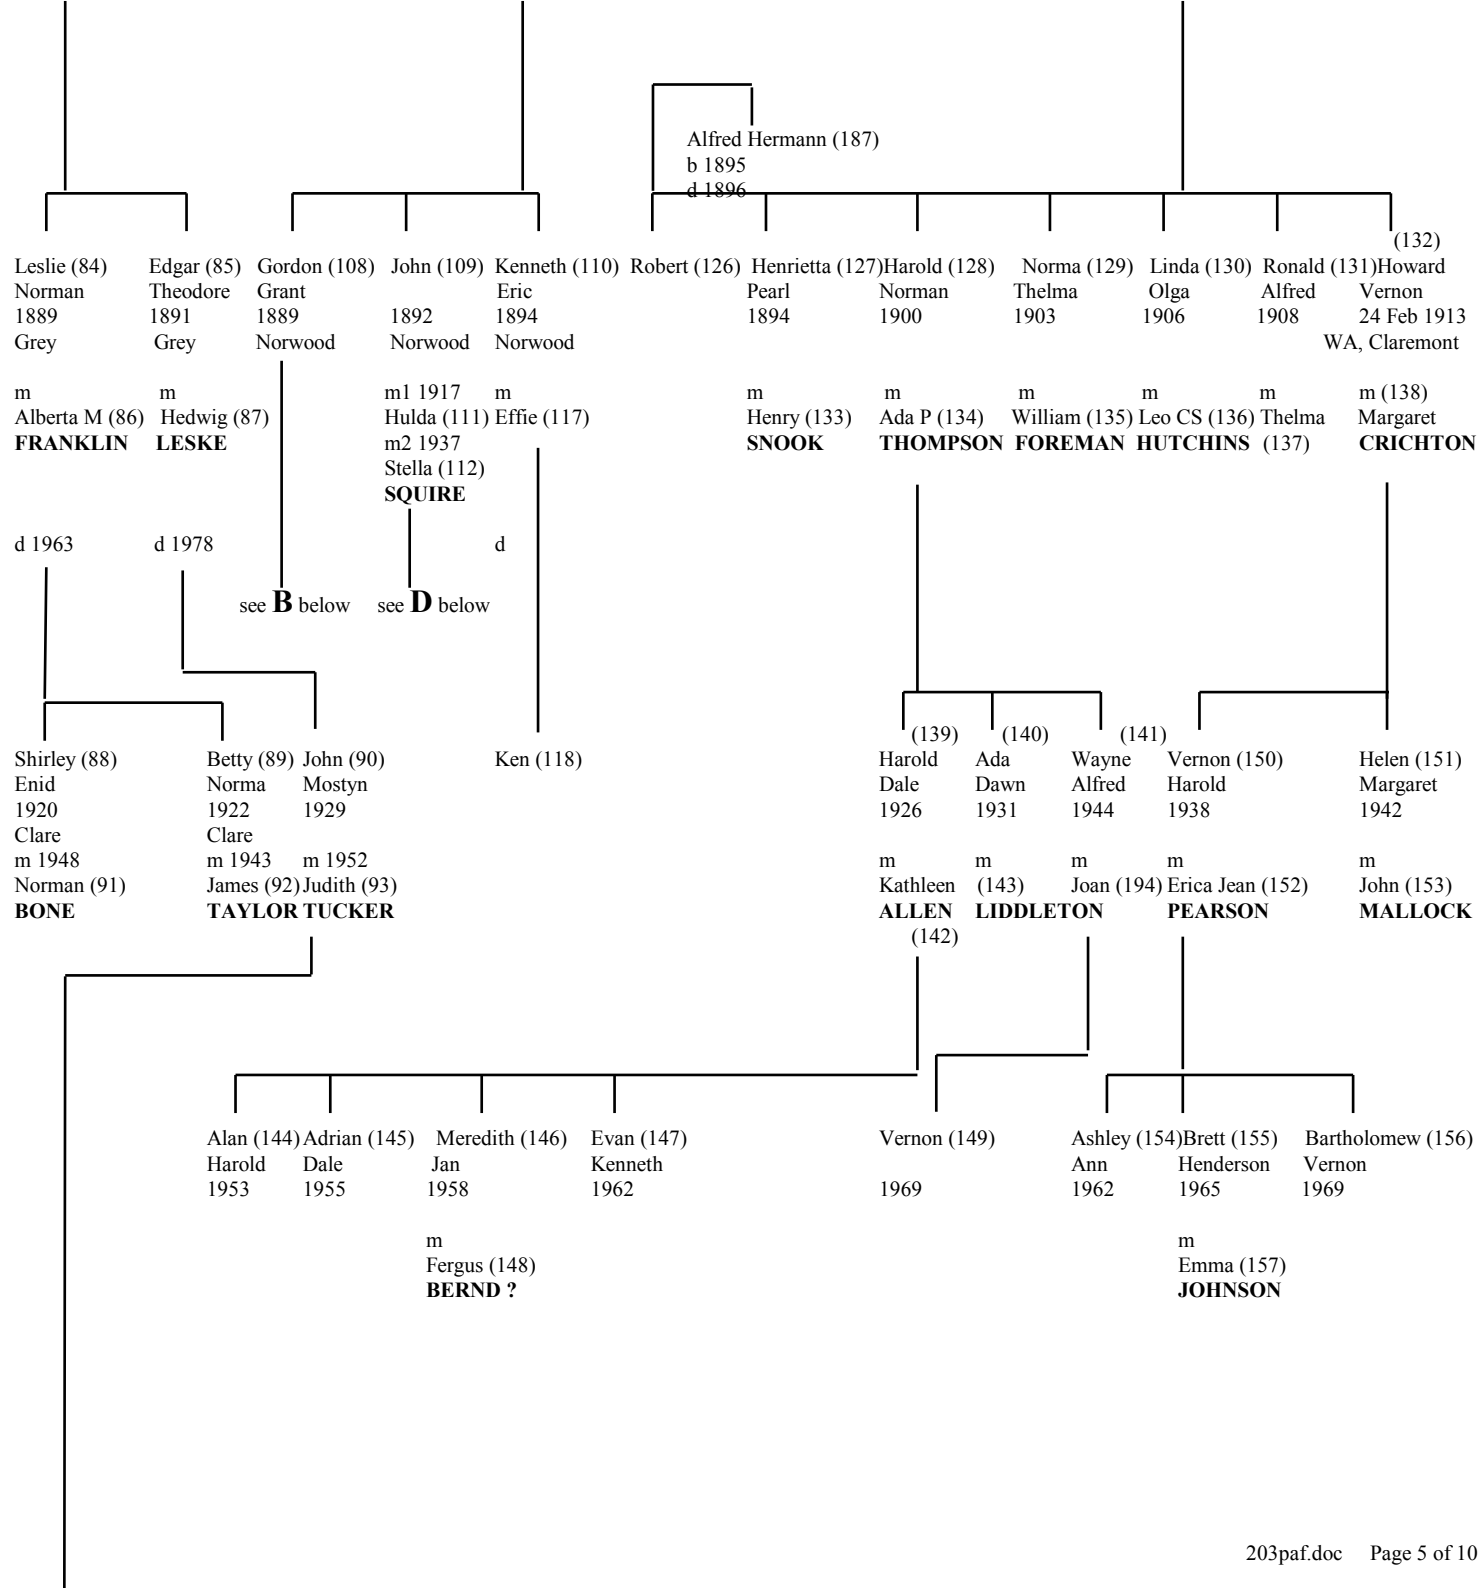 Alfred Hermann (187)
b 1895
d 1896
(132)
Leslie (84) Edgar (85) Gordon (108) John (109) Kenneth (110) Robert (126) Henrietta (127) Harold (128) Norma (129) Linda (130) Ronald (131) Howard
Norman Theodore Grant Eric Pearl Norman Thelma Olga Alfred Vernon
1889 1891 1889 1892 1894 1894 1900 1903 1906 1908 24 Feb 1913
Grey Grey Norwood Norwood Norwood WA, Claremont
m m m1 1917 m m m m m m m (138)
Alberta M (86) Hedwig (87) Hulda (111) Effie (117) Henry (133) Ada P (134) William (135) Leo CS (136) Thelma Margaret
FRANKLIN LESKE m2 1937 SNOOK THOMPSON FOREMAN HUTCHINS (137) CRICHTON
Stella (112)
SQUIRE
d 1963 d 1978 d
see B below see D below
(139) (140) (141)
Shirley (88) Betty (89) John (90) Ken (118) Harold Ada Wayne Vernon (150) Helen (151)
Enid Norma Mostyn Dale Dawn Alfred Harold Margaret
1920 1922 1929 1926 1931 1944 1938 1942
Clare Clare
m 1948 m 1943 m 1952 m m m m m
Norman (91) James (92) Judith (93) Kathleen (143) Joan (194) Erica Jean (152) John (153)
BONE TAYLOR TUCKER ALLEN LIDDLETON PEARSON MALLOCK
(142)
Alan (144) Adrian (145) Meredith (146) Evan (147) Vernon (149) Ashley (154) Brett (155) Bartholomew (156)
Harold Dale Jan Kenneth Ann Henderson Vernon
1953 1955 1958 1962 1969 1962 1965 1969
m m
Fergus (148) Emma (157)
BERND ? JOHNSON
203paf.doc Page 5 of 10